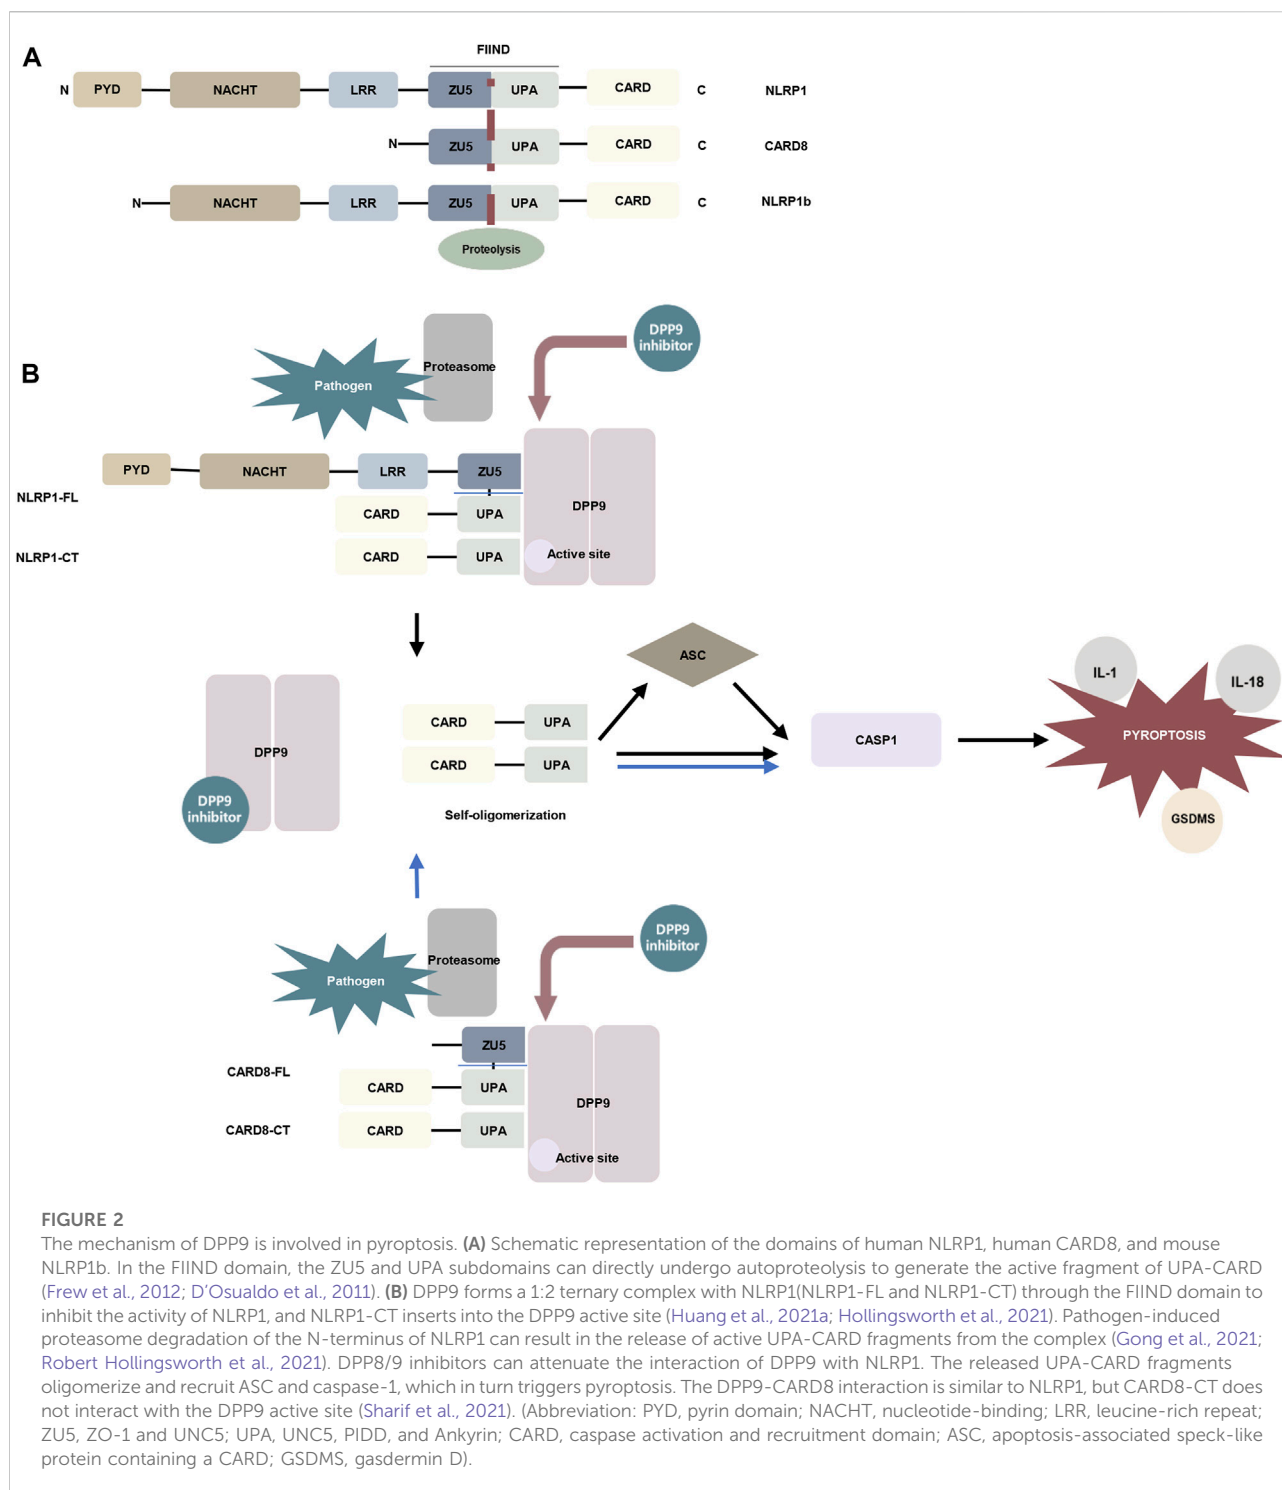 A
FIIND
N PYD NACHT LRR ZU5 UPA CARD C NLRP1
N ZU5 UPA CARD C CARD8
N NACHT LRR ZU5 UPA CARD C NLRP1b
Proteolysis
B
DPP9
inhibitor
Proteasome
Pathogen
PYD NACHT LRR ZU5
NLRP1-FL
CARD UPA DPP9
NLRP1-CT CARD UPA Active site
ASC
IL-1
IL-18
CARD UPA
DPP9
CASP1
PYROPTOSIS
CARD UPA
DPP9
inhibitor
Self-oligomerization
GSDMS
DPP9
inhibitor
Proteasome
Pathogen
ZU5
CARD8-FL
CARD UPA DPP9
CARD8-CT CARD UPA
Active site
FIGURE 2
The mechanism of DPP9 is involved in pyroptosis. (A) Schematic representation of the domains of human NLRP1, human CARD8, and mouse
NLRP1b. In the FIIND domain, the ZU5 and UPA subdomains can directly undergo autoproteolysis to generate the active fragment of UPA-CARD
(Frew et al., 2012; D’Osualdo et al., 2011). (B) DPP9 forms a 1:2 ternary complex with NLRP1(NLRP1-FL and NLRP1-CT) through the FIIND domain to
inhibit the activity of NLRP1, and NLRP1-CT inserts into the DPP9 active site (Huang et al., 2021a; Hollingsworth et al., 2021). Pathogen-induced
proteasome degradation of the N-terminus of NLRP1 can result in the release of active UPA-CARD fragments from the complex (Gong et al., 2021;
Robert Hollingsworth et al., 2021). DPP8/9 inhibitors can attenuate the interaction of DPP9 with NLRP1. The released UPA-CARD fragments
oligomerize and recruit ASC and caspase-1, which in turn triggers pyroptosis. The DPP9-CARD8 interaction is similar to NLRP1, but CARD8-CT does
not interact with the DPP9 active site (Sharif et al., 2021). (Abbreviation: PYD, pyrin domain; NACHT, nucleotide-binding; LRR, leucine-rich repeat;
ZU5, ZO-1 and UNC5; UPA, UNC5, PIDD, and Ankyrin; CARD, caspase activation and recruitment domain; ASC, apoptosis-associated speck-like
protein containing a CARD; GSDMS, gasdermin D).